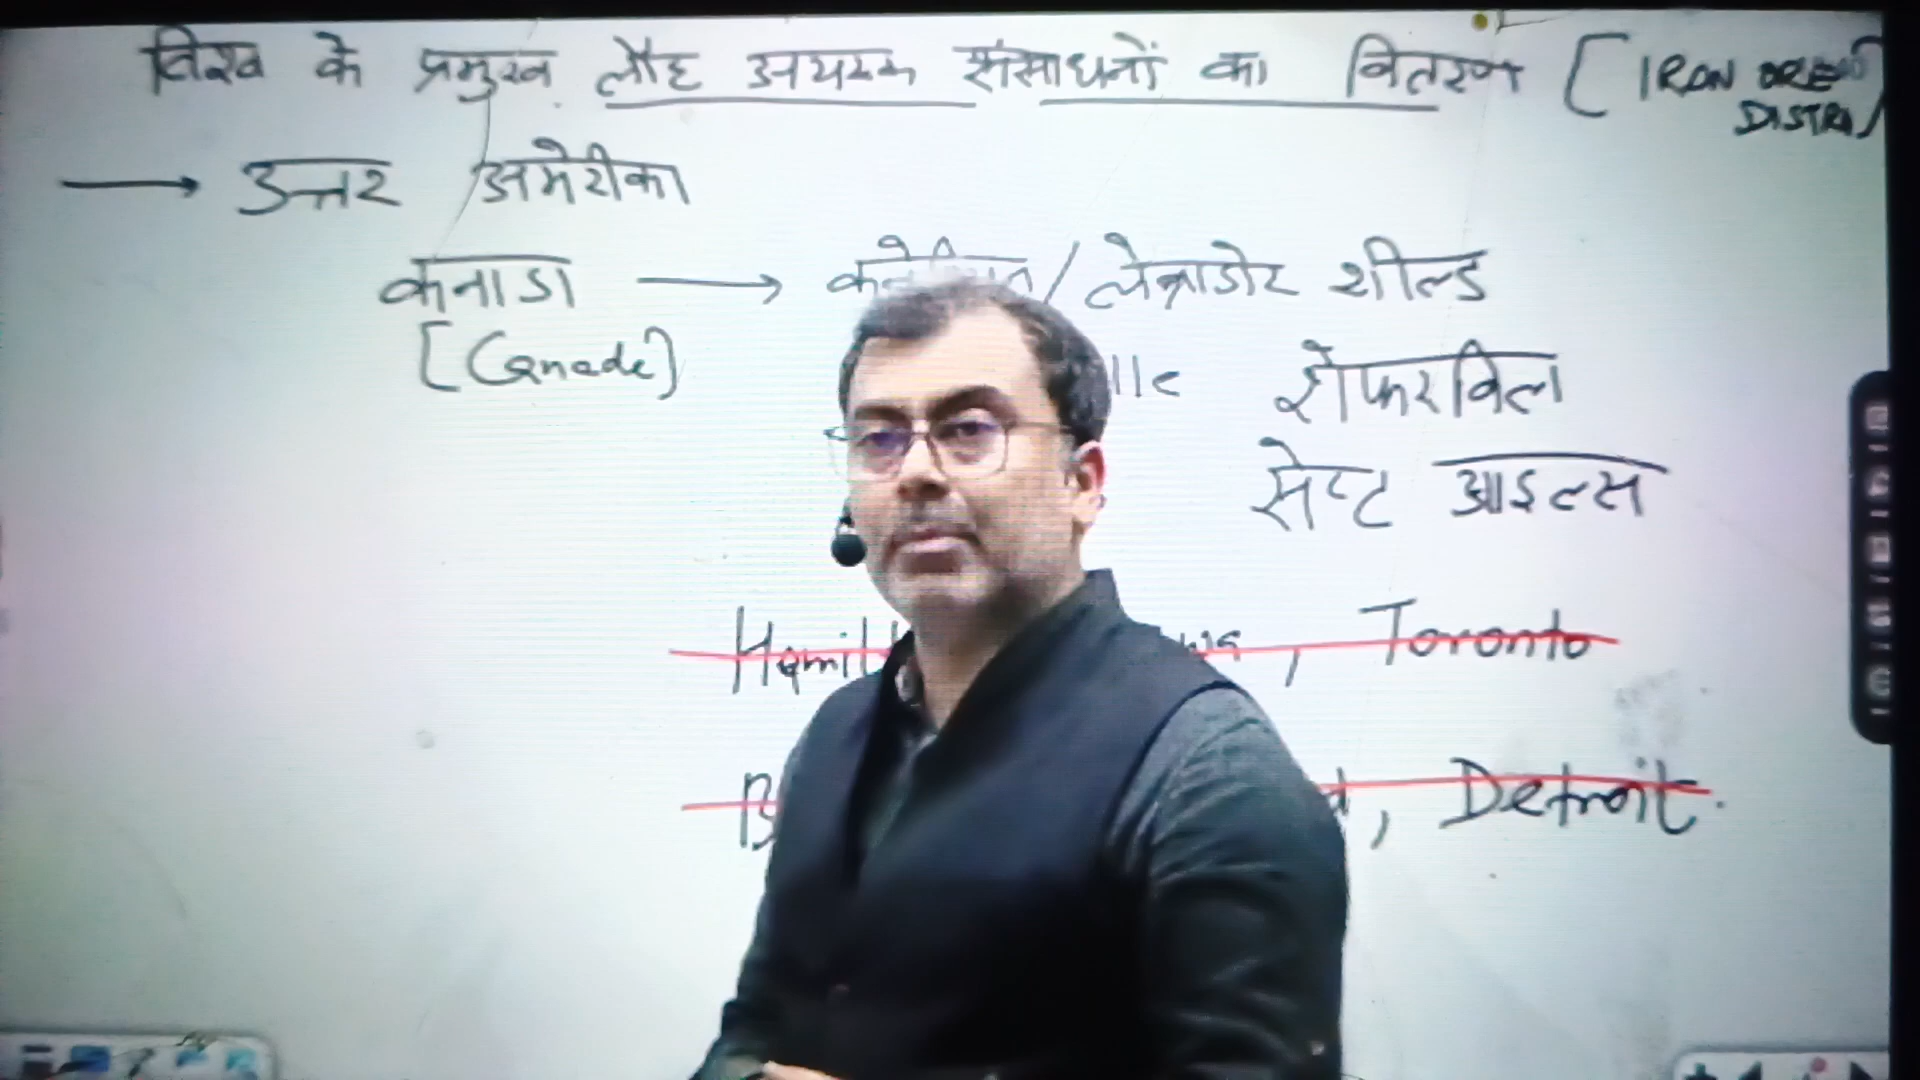 विश्व के प्रमुख लौह अयस्क संसाधनों का वितरण [IRON ORE
DISTRI]
→ उत्तर अमेरीका
कनाडा → / लेब्राडोर शील्ड
[Canada] शेफरविल
सेप्ट आइल्स
Toronto
, Detroit.